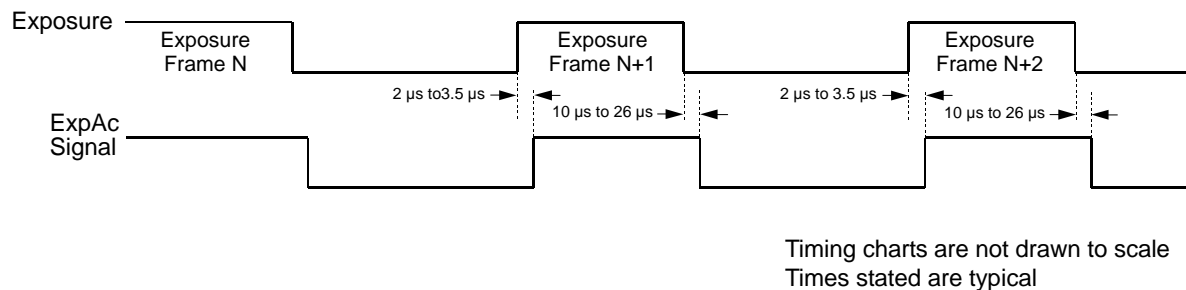 Exposure
Exposure
Frame N
Exposure
Frame N+1
Exposure
Frame N+2
2 µs to3.5 µs
10 µs to 26 µs
2 µs to 3.5 µs
10 µs to 26 µs
ExpAc
Signal
Timing charts are not drawn to scale
Times stated are typical